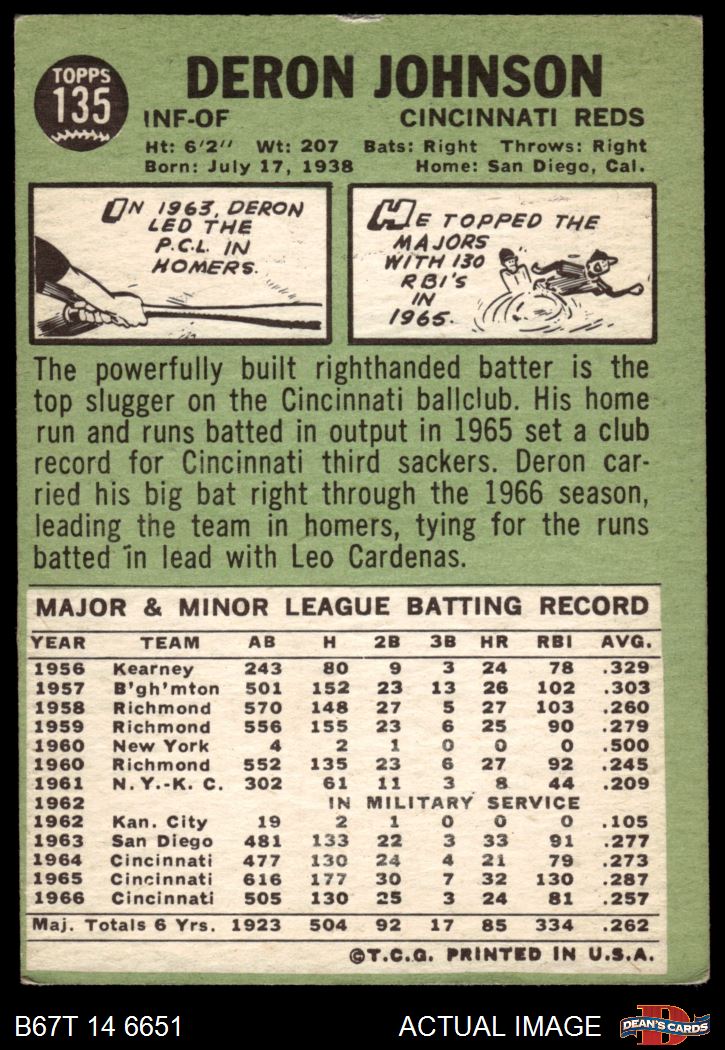 TOPPS
135
DERON JOHNSON
INF-OF CINCINNATI REDS
Ht: 6'2" Wt: 207 Bats: Right Throws: Right
Born: July 17, 1938 Home: San Diego, Cal.
IN 1963, DERON
LED THE
P.C.L. IN
HOMERS.
HE TOPPED THE
MAJORS
WITH 130
RBI'S
IN
1965.
The powerfully built righthanded batter is the
top slugger on the Cincinnati ballclub. His home
run and runs batted in output in 1965 set a club
record for Cincinnati third sackers. Deron car-
ried his big bat right through the 1966 season,
leading the team in homers, tying for the runs
batted in lead with Leo Cardenas.
MAJOR & MINOR LEAGUE BATTING RECORD
YEAR TEAM AB H 2B 3B HR RBI AVG.
1956 Kearney 243 80 9 3 24 78 .329
1957 B'gh'mton 501 152 23 13 26 102 .303
1958 Richmond 570 148 27 5 27 103 .260
1959 Richmond 556 155 23 6 25 90 .279
1960 New York 4 2 1 0 0 0 .500
1960 Richmond 552 135 23 6 27 92 .245
1961 N.Y.-K. C. 302 61 11 3 8 44 .209
1962 IN MILITARY SERVICE
1962 Kan. City 19 2 1 0 0 0 .105
1963 San Diego 481 133 22 3 33 91 .277
1964 Cincinnati 477 130 24 4 21 79 .273
1965 Cincinnati 616 177 30 7 32 130 .287
1966 Cincinnati 505 130 25 3 24 81 .257
Maj. Totals 6 Yrs. 1923 504 92 17 85 334 .262
©T.C.G. PRINTED IN U.S.A.
B67T 14 6651 ACTUAL IMAGE
D
DEAN'S CARDS